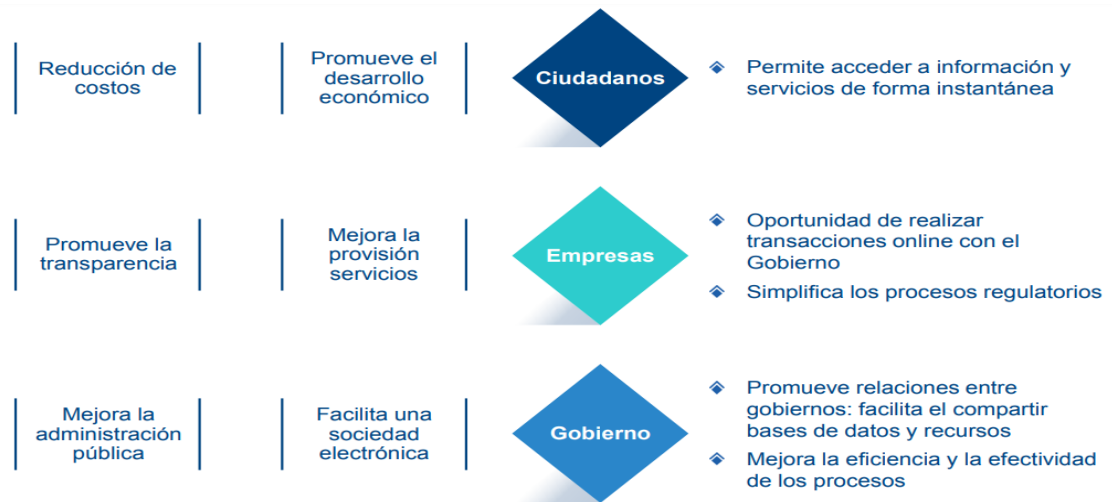 Reducción de
costos
Promueve el
desarrollo
económico
Ciudadanos
Permite acceder a información y
servicios de forma instantánea
Promueve la
transparencia
Mejora la
provisión
servicios
Empresas
Oportunidad de realizar
transacciones online con el
Gobierno
Simplifica los procesos regulatorios
Mejora la
administración
pública
Facilita una
sociedad
electrónica
Gobierno
Promueve relaciones entre
gobiernos: facilita el compartir
bases de datos y recursos
Mejora la eficiencia y la efectividad
de los procesos